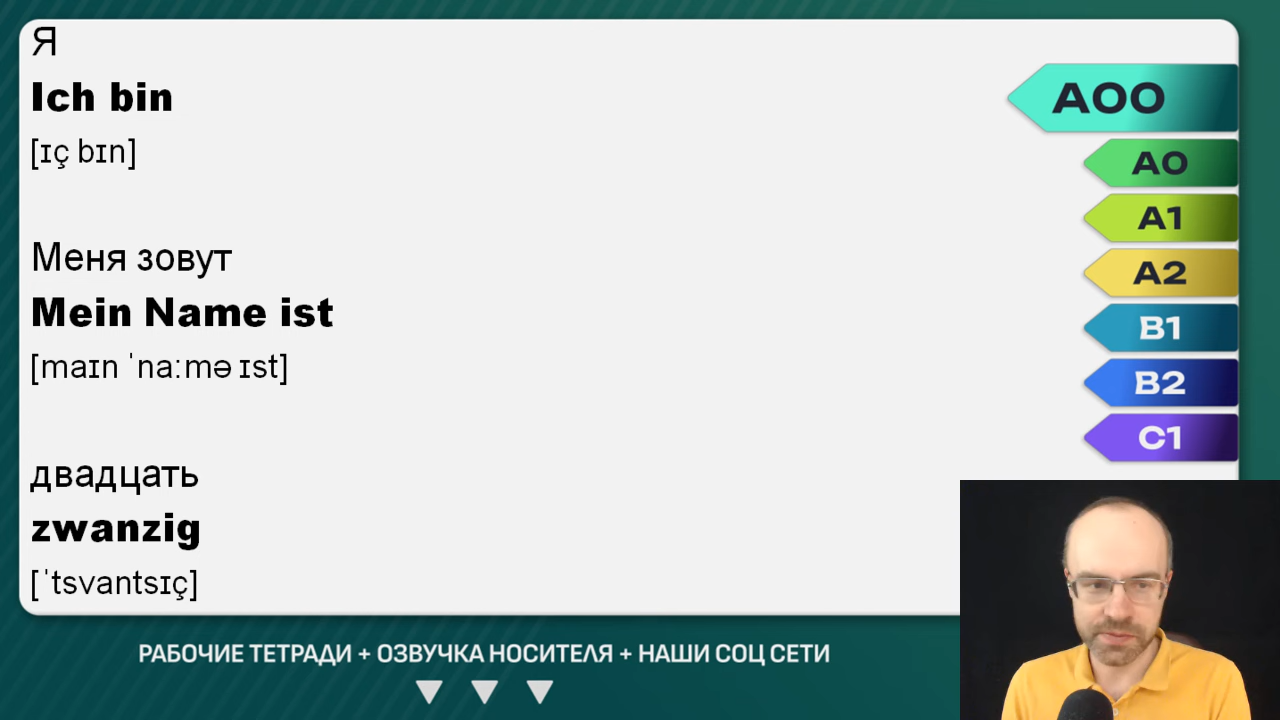 Я
Ich bin
[ɪç bɪn]
Меня зовут
Mein Name ist
[maɪn ˈnaːmə ɪst]
двадцать
zwanzig
[ˈtsvantsɪç]
A00
A0
A1
A2
B1
B2
C1
РАБОЧИЕ ТЕТРАДИ + ОЗВУЧКА НОСИТЕЛЯ + НАШИ СОЦ СЕТИ